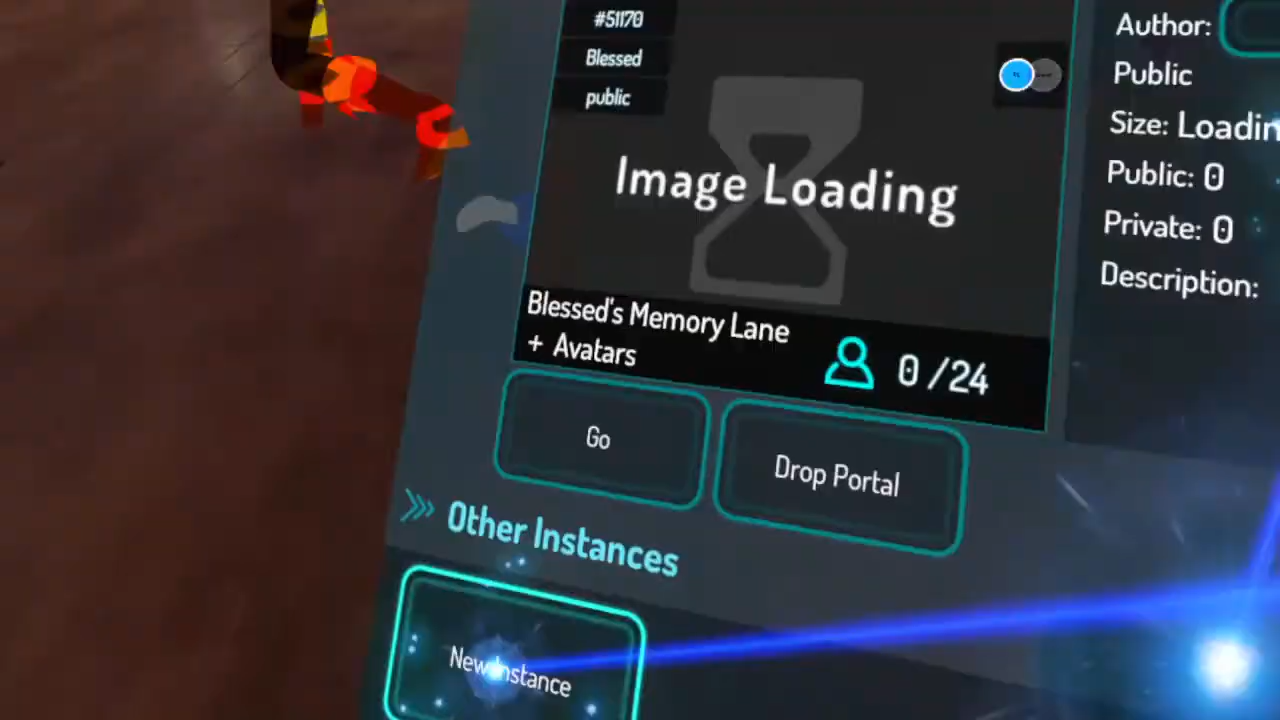 #51170
Blessed
public
Image Loading
Blessed's Memory Lane
+ Avatars
0 /24
Go
Drop Portal
Other Instances
New Instance
Author:
Public
Size: Loadin
Public: 0
Private: 0
Description: